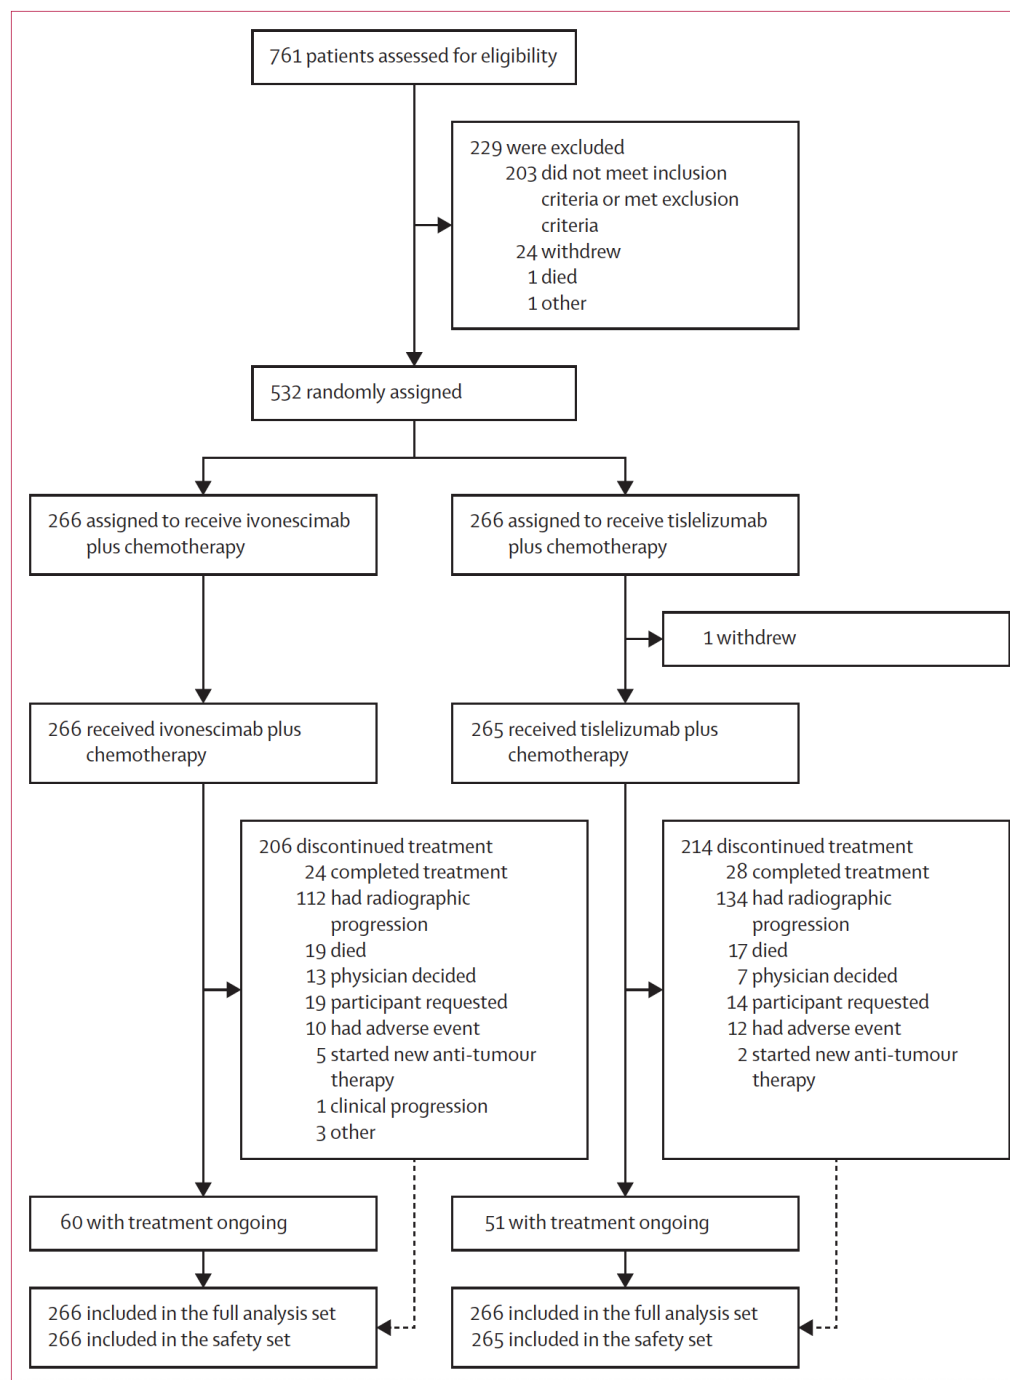 761 patients assessed for eligibility
229 were excluded
203 did not meet inclusion
criteria or met exclusion
criteria
24 withdrew
1 died
1 other
532 randomly assigned
266 assigned to receive ivonescimab
plus chemotherapy
266 assigned to receive tislelizumab
plus chemotherapy
1 withdrew
266 received ivonescimab plus
chemotherapy
265 received tislelizumab plus
chemotherapy
206 discontinued treatment
24 completed treatment
112 had radiographic
progression
19 died
13 physician decided
19 participant requested
10 had adverse event
5 started new anti-tumour
therapy
1 clinical progression
3 other
214 discontinued treatment
28 completed treatment
134 had radiographic
progression
17 died
7 physician decided
14 participant requested
12 had adverse event
2 started new anti-tumour
therapy
60 with treatment ongoing
51 with treatment ongoing
266 included in the full analysis set
266 included in the safety set
266 included in the full analysis set
265 included in the safety set